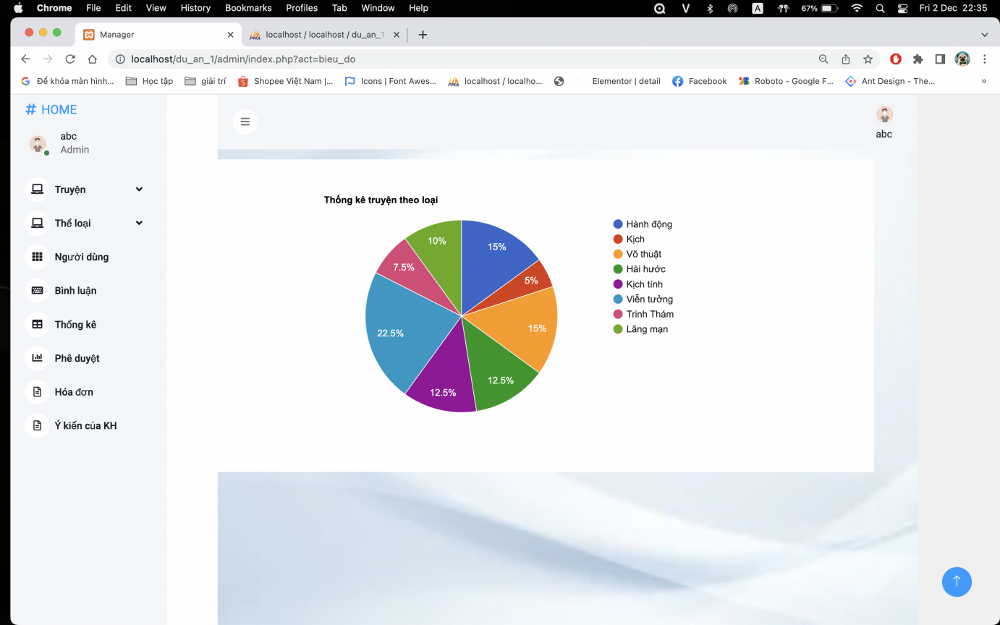 Chrome File Edit View History Bookmarks Profiles Tab Window Help V A 67% Fri 2 Dec 22:35
Manager
PMA localhost / localhost / du_an_1
localhost/du_an_1/admin/index.php?act=bieu_do
G Để khóa màn hình... Học tập giải trí Shopee Việt Nam |... Icons | Font Awes... PMA localhost / localho... Elementor | detail Facebook Roboto - Google F... Ant Design - The... »
# HOME
abc
Admin
abc
Truyện
Thể loại
Người dùng
Bình luận
Thống kê
Phê duyệt
Hóa đơn
Ý kiến của KH
Thống kê truyện theo loại
15%
5%
15%
12.5%
12.5%
22.5%
7.5%
10%
Hành động
Kịch
Võ thuật
Hài hước
Kịch tính
Viễn tưởng
Trinh Thám
Lãng mạn